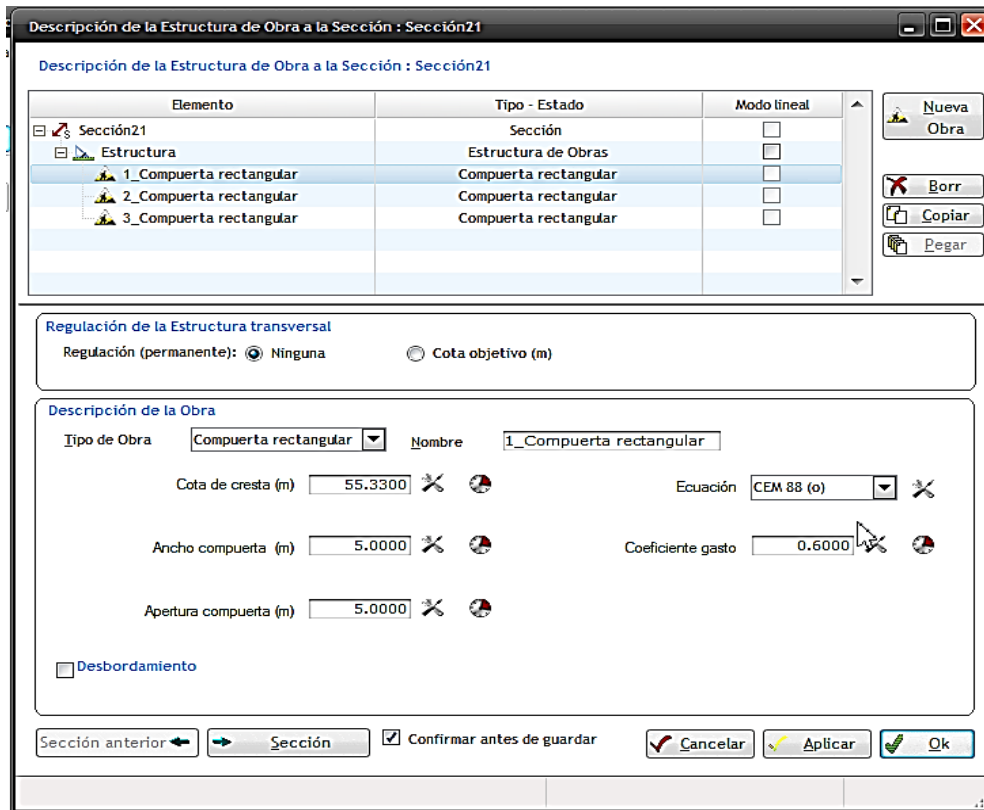 Descripción de la Estructura de Obra a la Sección : Sección21
Descripción de la Estructura de Obra a la Sección : Sección21
Elemento Tipo - Estado Modo lineal
Sección21 Sección
Estructura Estructura de Obras
1_Compuerta rectangular Compuerta rectangular
2_Compuerta rectangular Compuerta rectangular
3_Compuerta rectangular Compuerta rectangular
Nueva Obra
Borr
Copiar
Pegar
Regulación de la Estructura transversal
Regulación (permanente): Ninguna Cota objetivo (m)
Descripción de la Obra
Tipo de Obra Compuerta rectangular Nombre 1_Compuerta rectangular
Cota de cresta (m) 55.3300 Ecuación CEM 88 (o)
Ancho compuerta (m) 5.0000 Coeficiente gasto 0.6000
Apertura compuerta (m) 5.0000
Desbordamiento
Sección anterior Sección Confirmar antes de guardar Cancelar Aplicar Ok